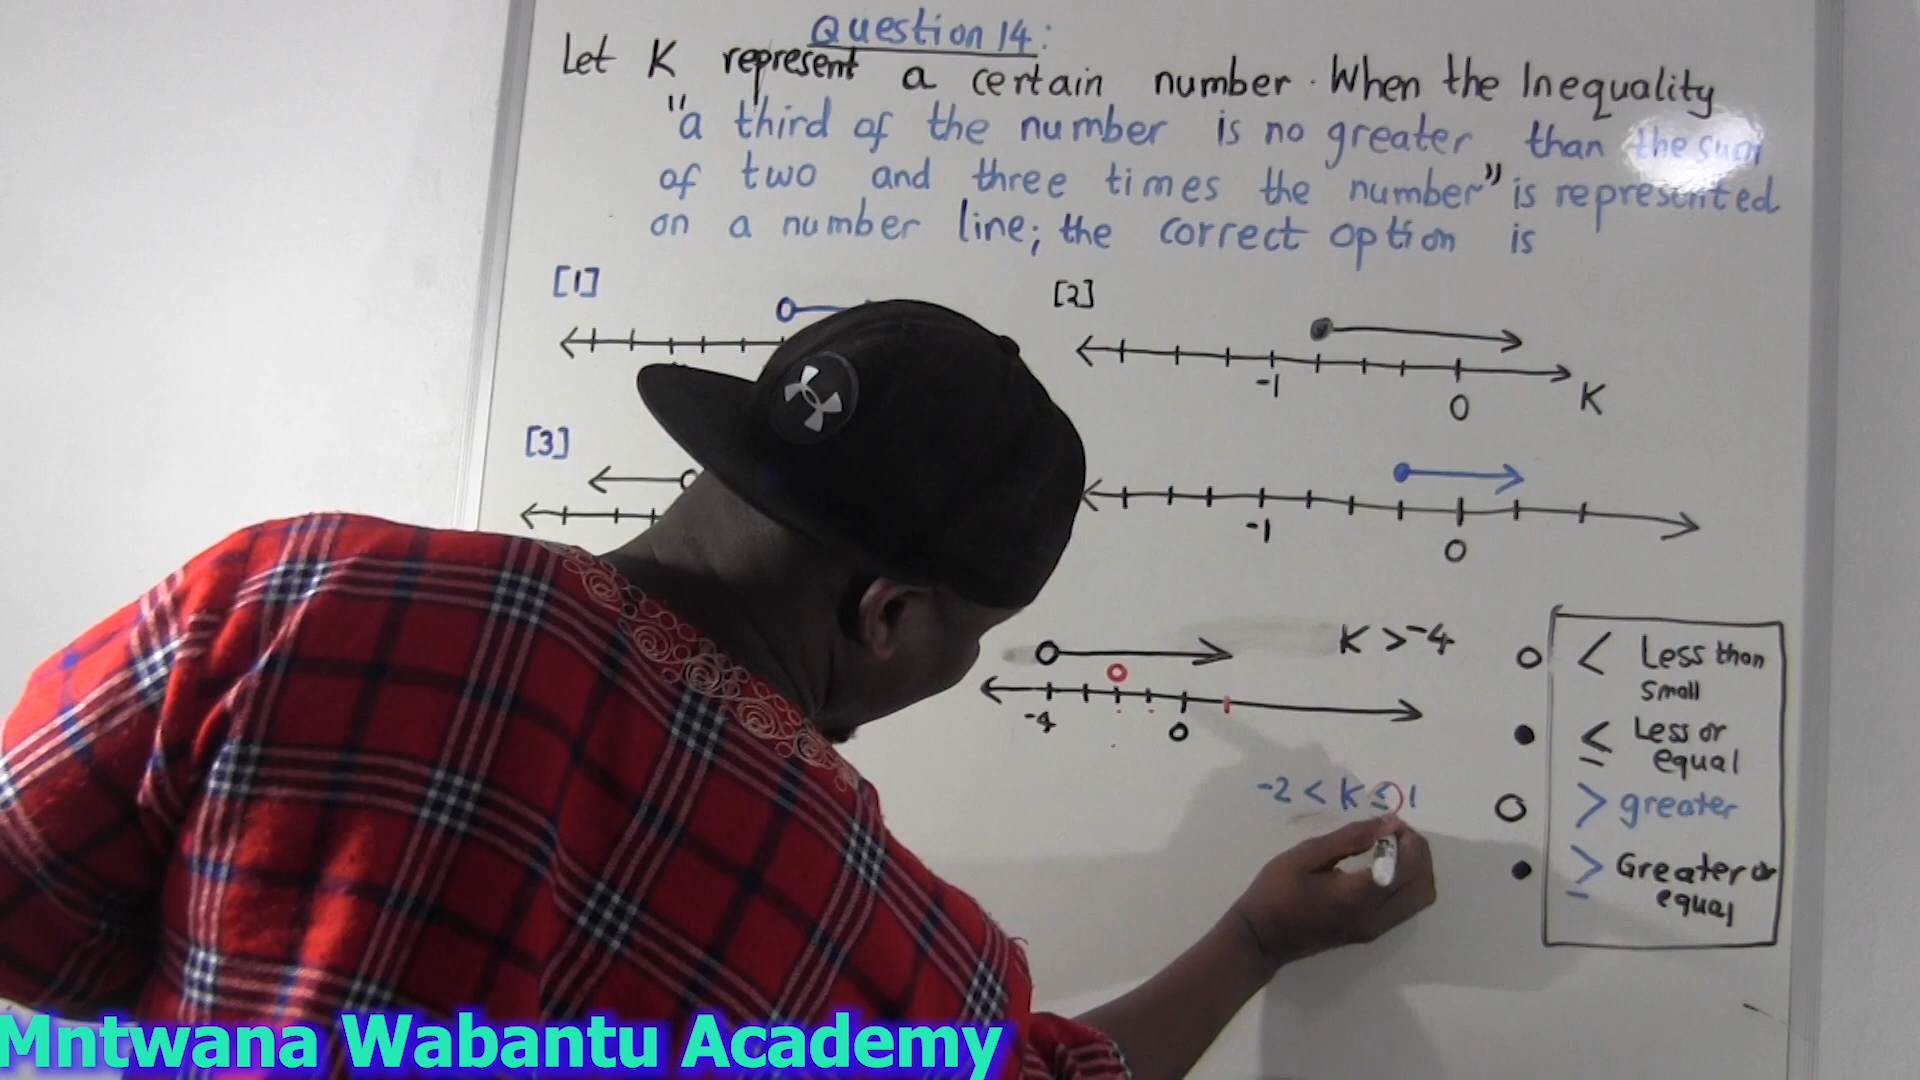 Question 14:
Let K represent a certain number. When the Inequality
"a third of the number is no greater than the sum
of two and three times the number" is represented
on a number line; the correct option is
[1]
[2]
-1
0
K
[3]
-1
0
K > -4
-4
0
-2 < K ≤ 1
< Less than
small
≤ Less or
equal
> greater
≥ Greater or
equal
Mntwana Wabantu Academy